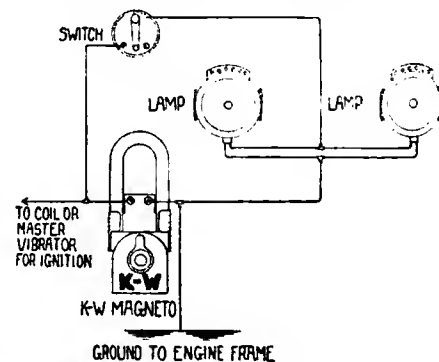 SWITCH
LAMP
LAMP
TO COIL OR
MASTER
VIBRATOR
FOR IGNITION
K-W
K-W MAGNETO
GROUND TO ENGINE FRAME